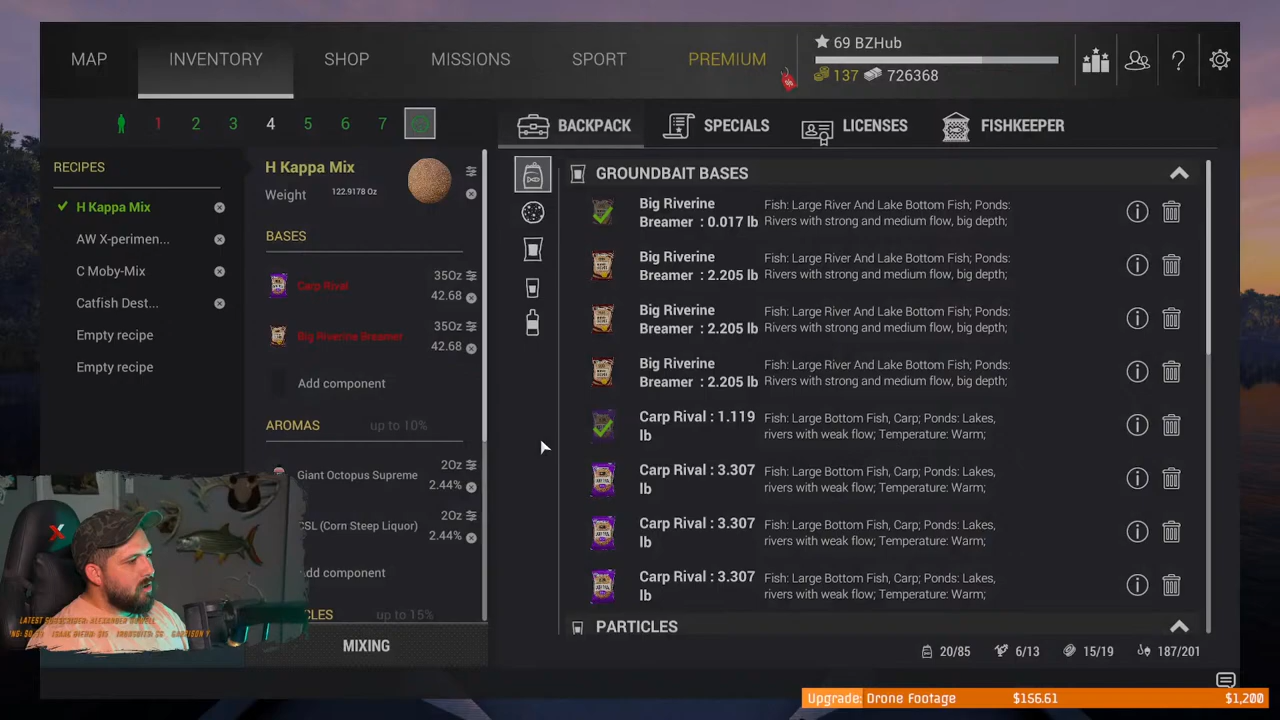 MAP
INVENTORY
SHOP
MISSIONS
SPORT
PREMIUM
69 BZHub
137 726368
1 2 3 4 5 6 7
BACKPACK
SPECIALS
LICENSES
FISHKEEPER
RECIPES
H Kappa Mix
AW X-perimen...
C Moby-Mix
Catfish Dest...
Empty recipe
Empty recipe
H Kappa Mix
Weight 122.9178 Oz
BASES
Carp Rival
35Oz
42.68
Big Riverine Breamer
35Oz
42.68
Add component
AROMAS up to 10%
Giant Octopus Supreme
2Oz
2.44%
CSL (Corn Steep Liquor)
2Oz
2.44%
dd component
CLES up to 15%
MIXING
GROUNDBAIT BASES
Big Riverine
Breamer : 0.017 lb
Fish: Large River And Lake Bottom Fish; Ponds:
Rivers with strong and medium flow, big depth;
Big Riverine
Breamer : 2.205 lb
Fish: Large River And Lake Bottom Fish; Ponds:
Rivers with strong and medium flow, big depth;
Big Riverine
Breamer : 2.205 lb
Fish: Large River And Lake Bottom Fish; Ponds:
Rivers with strong and medium flow, big depth;
Big Riverine
Breamer : 2.205 lb
Fish: Large River And Lake Bottom Fish; Ponds:
Rivers with strong and medium flow, big depth;
Carp Rival : 1.119
lb
Fish: Large Bottom Fish, Carp; Ponds: Lakes,
rivers with weak flow; Temperature: Warm;
Carp Rival : 3.307
lb
Fish: Large Bottom Fish, Carp; Ponds: Lakes,
rivers with weak flow; Temperature: Warm;
Carp Rival : 3.307
lb
Fish: Large Bottom Fish, Carp; Ponds: Lakes,
rivers with weak flow; Temperature: Warm;
Carp Rival : 3.307
lb
Fish: Large Bottom Fish, Carp; Ponds: Lakes,
rivers with weak flow; Temperature: Warm;
PARTICLES
20/85 6/13 15/19 187/201
LATEST SUBSCRIBER: ALEXANDER
Upgrade: Drone Footage $156.61 $1,200